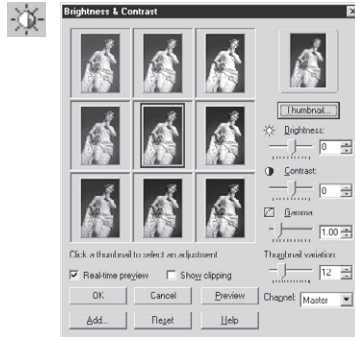 Brightness & Contrast
Thumbnail...
Brightness:
0
Contrast:
0
Gamma:
1.00
Click a thumbnail to select an adjustment
Thumbnail variation:
Real-time preview
Show clipping
12
OK
Cancel
Preview
Channel:
Master
Add...
Reset
Help